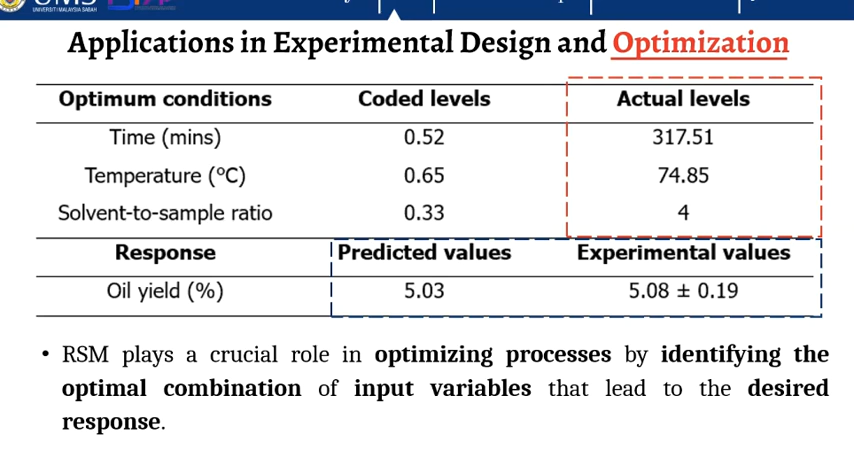 UMS
UNIVERSITI MALAYSIA SABAH
Applications in Experimental Design and Optimization
Optimum conditions Coded levels Actual levels
Time (mins) 0.52 317.51
Temperature (°C) 0.65 74.85
Solvent-to-sample ratio 0.33 4
Response Predicted values Experimental values
Oil yield (%) 5.03 5.08 ± 0.19
• RSM plays a crucial role in optimizing processes by identifying the
optimal combination of input variables that lead to the desired
response.